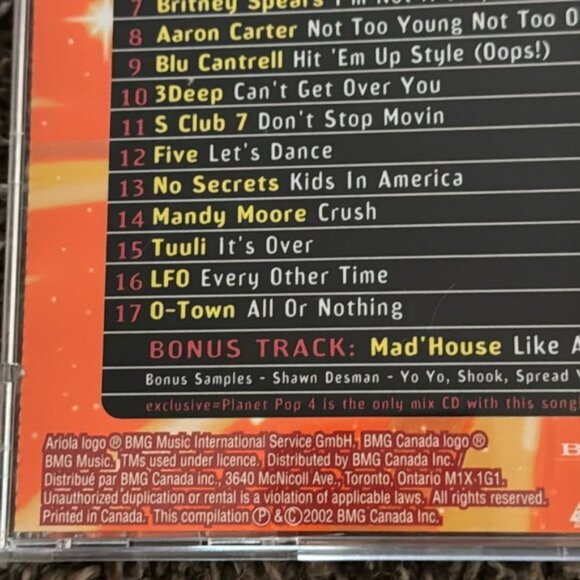 7 Britney Spears I'm Not
8 Aaron Carter Not Too Young Not Too O
9 Blu Cantrell Hit 'Em Up Style (Oops!)
10 3Deep Can't Get Over You
11 S Club 7 Don't Stop Movin
12 Five Let's Dance
13 No Secrets Kids In America
14 Mandy Moore Crush
15 Tuuli It's Over
16 LFO Every Other Time
17 O-Town All Or Nothing
BONUS TRACK: Mad'House Like A
Bonus Samples - Shawn Desman - Yo Yo, Shook, Spread Y
exclusive=Planet Pop 4 is the only mix CD with this song
Ariola logo ® BMG Music International Service GmbH, BMG Canada logo ®
BMG Music. TMs used under licence. Distributed by BMG Canada Inc. /
Distribué par BMG Canada inc., 3640 McNicoll Ave., Toronto, Ontario M1X-1G1.
Unauthorized duplication or rental is a violation of applicable laws. All rights reserved.
Printed in Canada. This compilation ℗ & © 2002 BMG Canada Inc.